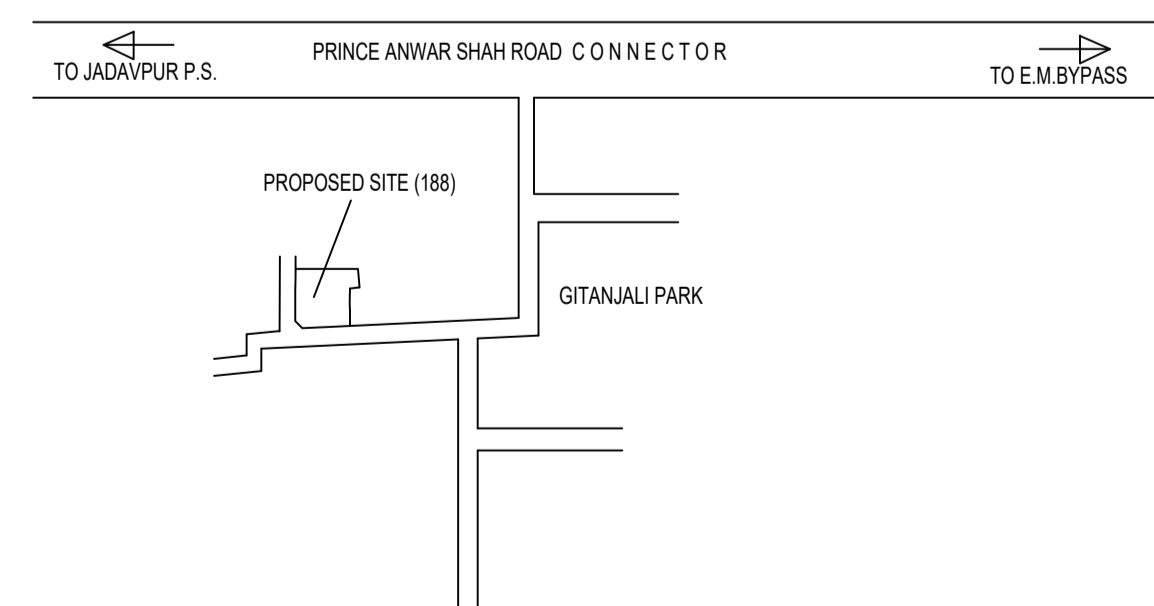 PRINCE ANWAR SHAH ROAD C O N N E C T O R
TO JADAVPUR P.S.
TO E.M.BYPASS
PROPOSED SITE (188)
GITANJALI PARK